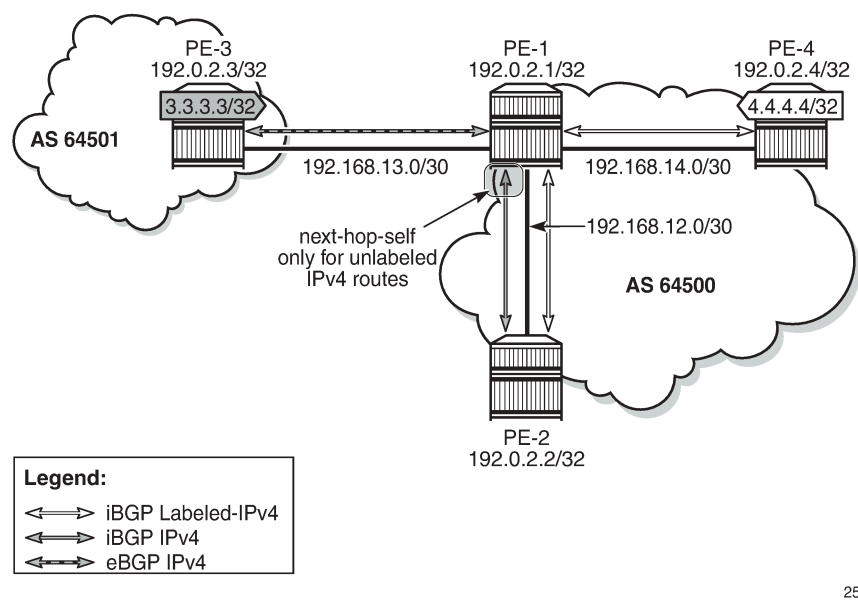 PE-3
192.0.2.3/32
PE-1
192.0.2.1/32
PE-4
192.0.2.4/32
3.3.3.3/32
4.4.4.4/32
AS 64501
192.168.13.0/30
192.168.14.0/30
next-hop-self
only for unlabeled
IPv4 routes
192.168.12.0/30
AS 64500
PE-2
192.0.2.2/32
Legend:
iBGP Labeled-IPv4
iBGP IPv4
eBGP IPv4